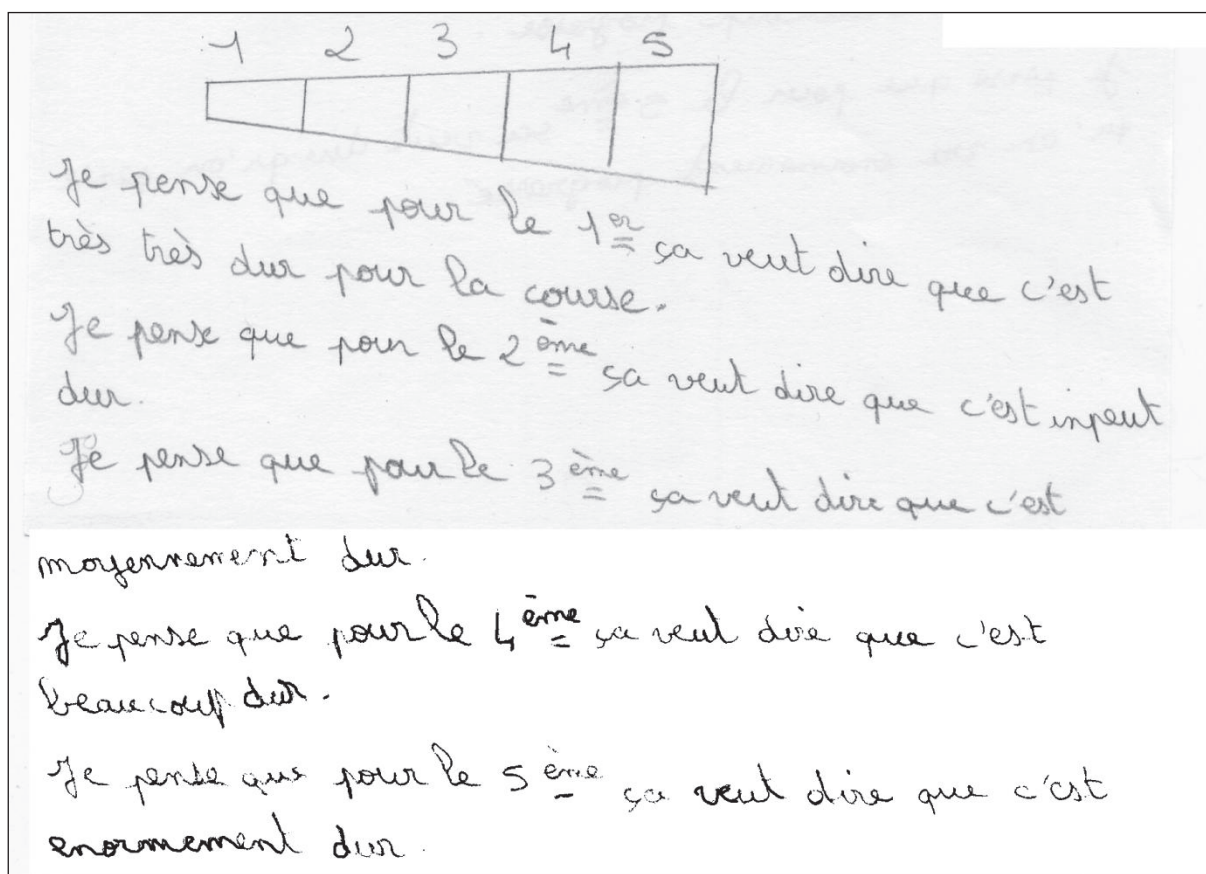 1 2 3 4 5
Je pense que pour le 1er ça veut dire que c'est
très très dur pour la course.
Je pense que pour le 2ème ça veut dire que c'est inpeut
dur.
Je pense que pour le 3ème ça veut dire que c'est
moyennement dur.
Je pense que pour le 4ème ça veut dire que c'est
beaucoup dur.
Je pense que pour le 5ème ça veut dire que c'est
enormement dur.